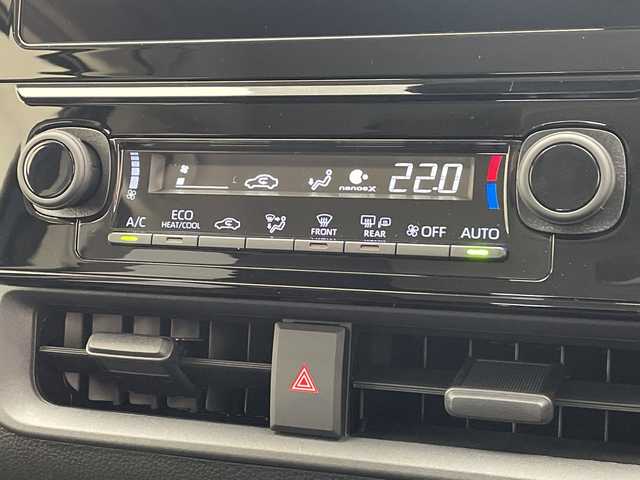 nanoeX 22.0
A/C ECO HEAT/COOL FRONT REAR OFF AUTO